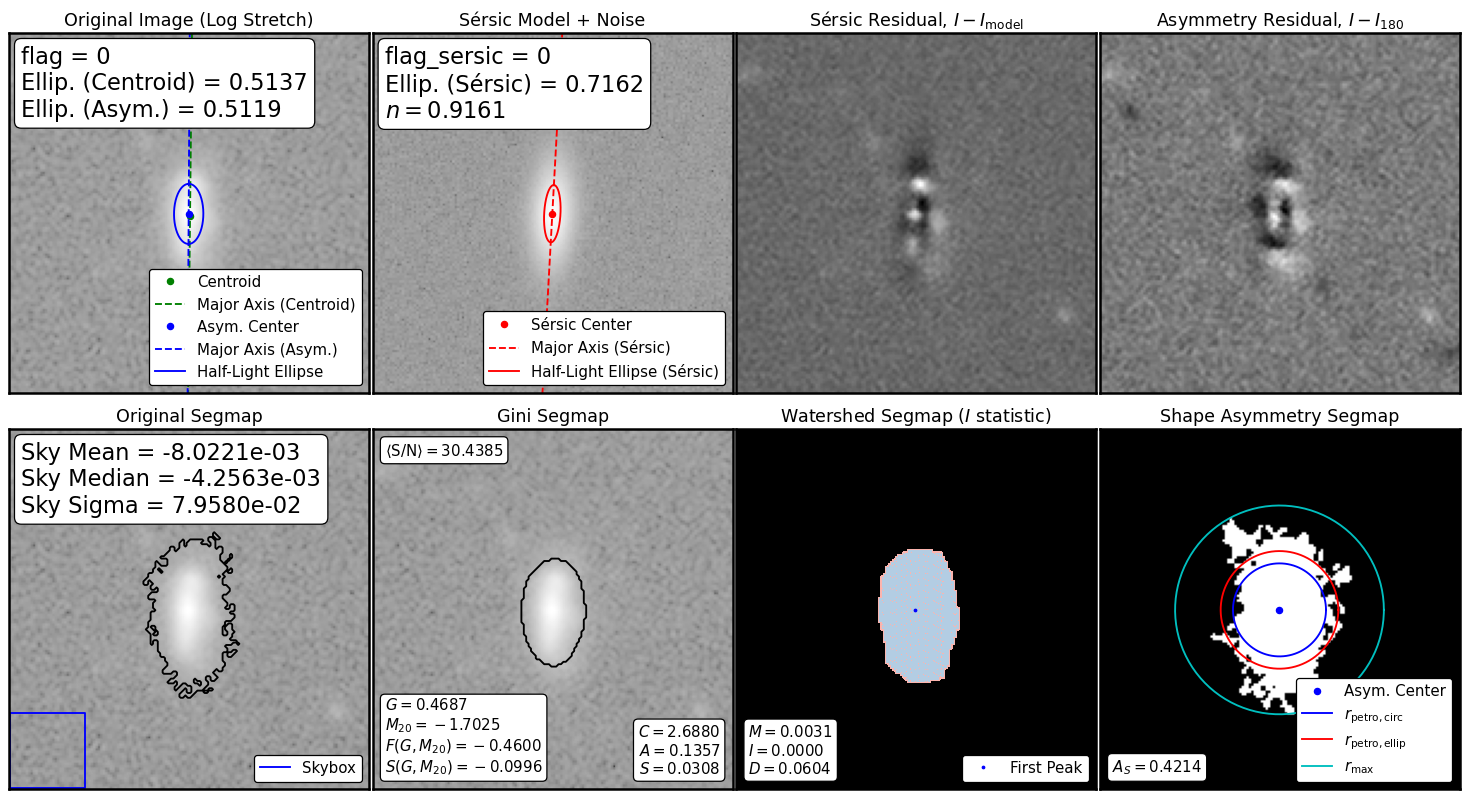 Original Image (Log Stretch)
flag = 0
Ellip. (Centroid) = 0.5137
Ellip. (Asym.) = 0.5119
Centroid
Major Axis (Centroid)
Asym. Center
Major Axis (Asym.)
Half-Light Ellipse
Sérsic Model + Noise
flag_sersic = 0
Ellip. (Sérsic) = 0.7162
n = 0.9161
Sérsic Center
Major Axis (Sérsic)
Half-Light Ellipse (Sérsic)
Sérsic Residual, I − I_model
Asymmetry Residual, I − I_180
Original Segmap
Sky Mean = -8.0221e-03
Sky Median = -4.2563e-03
Sky Sigma = 7.9580e-02
Skybox
Gini Segmap
⟨S/N⟩ = 30.4385
G = 0.4687
M_20 = −1.7025
F(G, M_20) = −0.4600
S(G, M_20) = −0.0996
C = 2.6880
A = 0.1357
S = 0.0308
Watershed Segmap (I statistic)
M = 0.0031
I = 0.0000
D = 0.0604
First Peak
Shape Asymmetry Segmap
A_S = 0.4214
Asym. Center
r_petro,circ
r_petro,ellip
r_max